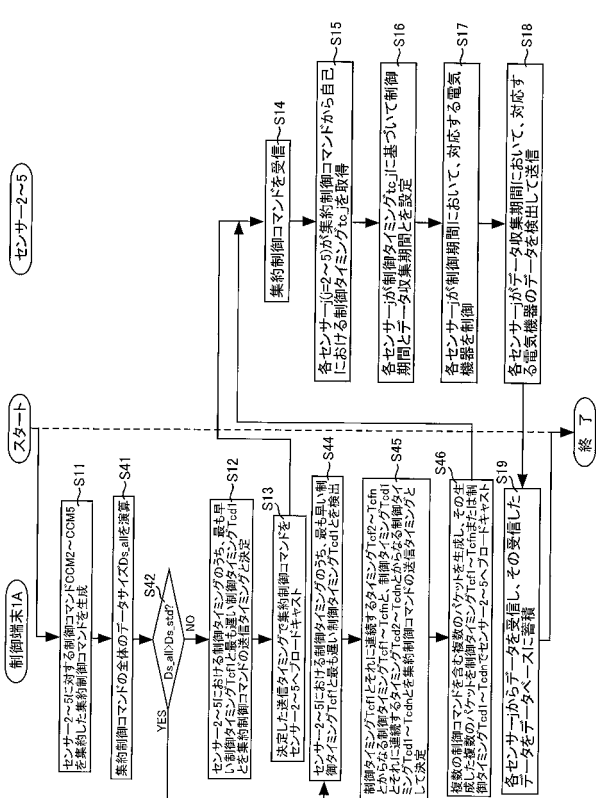 制御端末1A
スタート
センサー2~5
S11
センサー2~5に対する制御コマンドCCM2~CCM5
を集約した集約制御コマンドを生成
S41
集約制御コマンドの全体のデータサイズDs_allを演算
S42
Ds_all>Ds_std?
YES
NO
S12
センサー2~5における制御タイミングのうち、最も早
い制御タイミングTcf1と最も遅い制御タイミングTcd1
とを集約制御コマンドの送信タイミングと決定
S13
決定した送信タイミングで集約制御コマンドを
センサー2~5へブロードキャスト
S44
センサー2~5における制御タイミングのうち、最も早い制
御タイミングTcf1と最も遅い制御タイミングTcd1とを検出
S45
制御タイミングTcf1とそれに連続するタイミングTcf2~Tcfn
とからなる制御タイミングTcf1~Tcfnと、制御タイミングTcd1
とそれに連続するタイミングTcd2~Tcdnとからなる制御タイ
ミングTcd1~Tcdnとを集約制御コマンドの送信タイミングと
して決定
S46
複数の制御コマンドを含む複数のパケットを生成し、その生
成した複数のパケットを制御タイミングTcf1~Tcfnまたは制
御タイミングTcd1~Tcdnでセンサー2~5へブロードキャスト
S14
集約制御コマンドを受信
S15
各センサーj(j=2~5)が集約制御コマンドから自己
における制御タイミングtc_jを取得
S16
各センサーjが制御タイミングtc_jに基づいて制御
期間とデータ収集期間とを設定
S17
各センサーjが制御期間において、対応する電気
機器を制御
S18
各センサーjがデータ収集期間において、対応す
る電気機器のデータを検出して送信
S19
各センサーjからデータを受信し、その受信した
データをデータベースに蓄積
終了